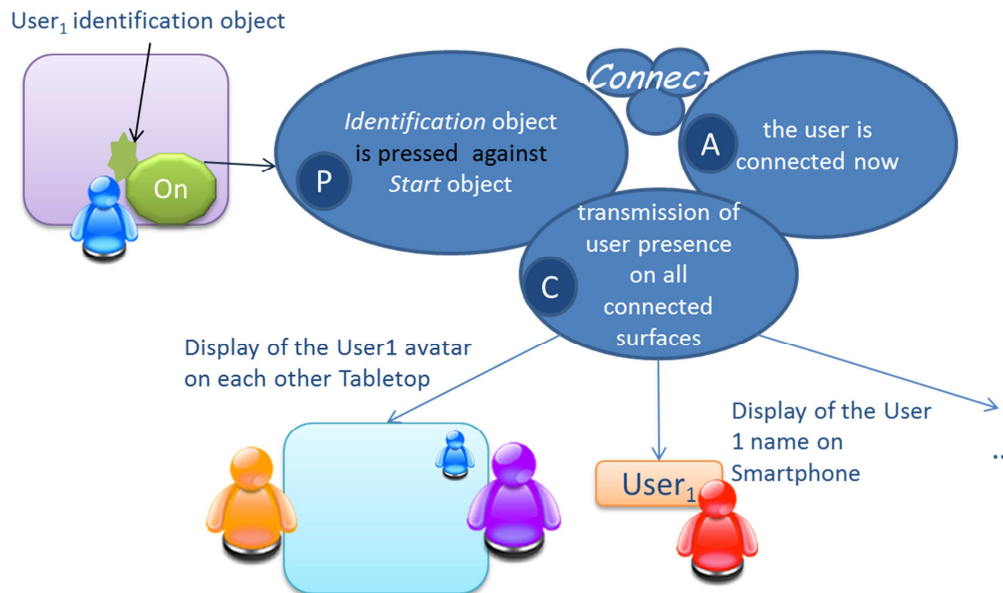 User₁ identification object
On
Identification object
is pressed against
Start object
P
Connect
A
the user is
connected now
transmission of
user presence
on all
connected
surfaces
C
Display of the User1 avatar
on each other Tabletop
Display of the User
1 name on
Smartphone
User₁
..